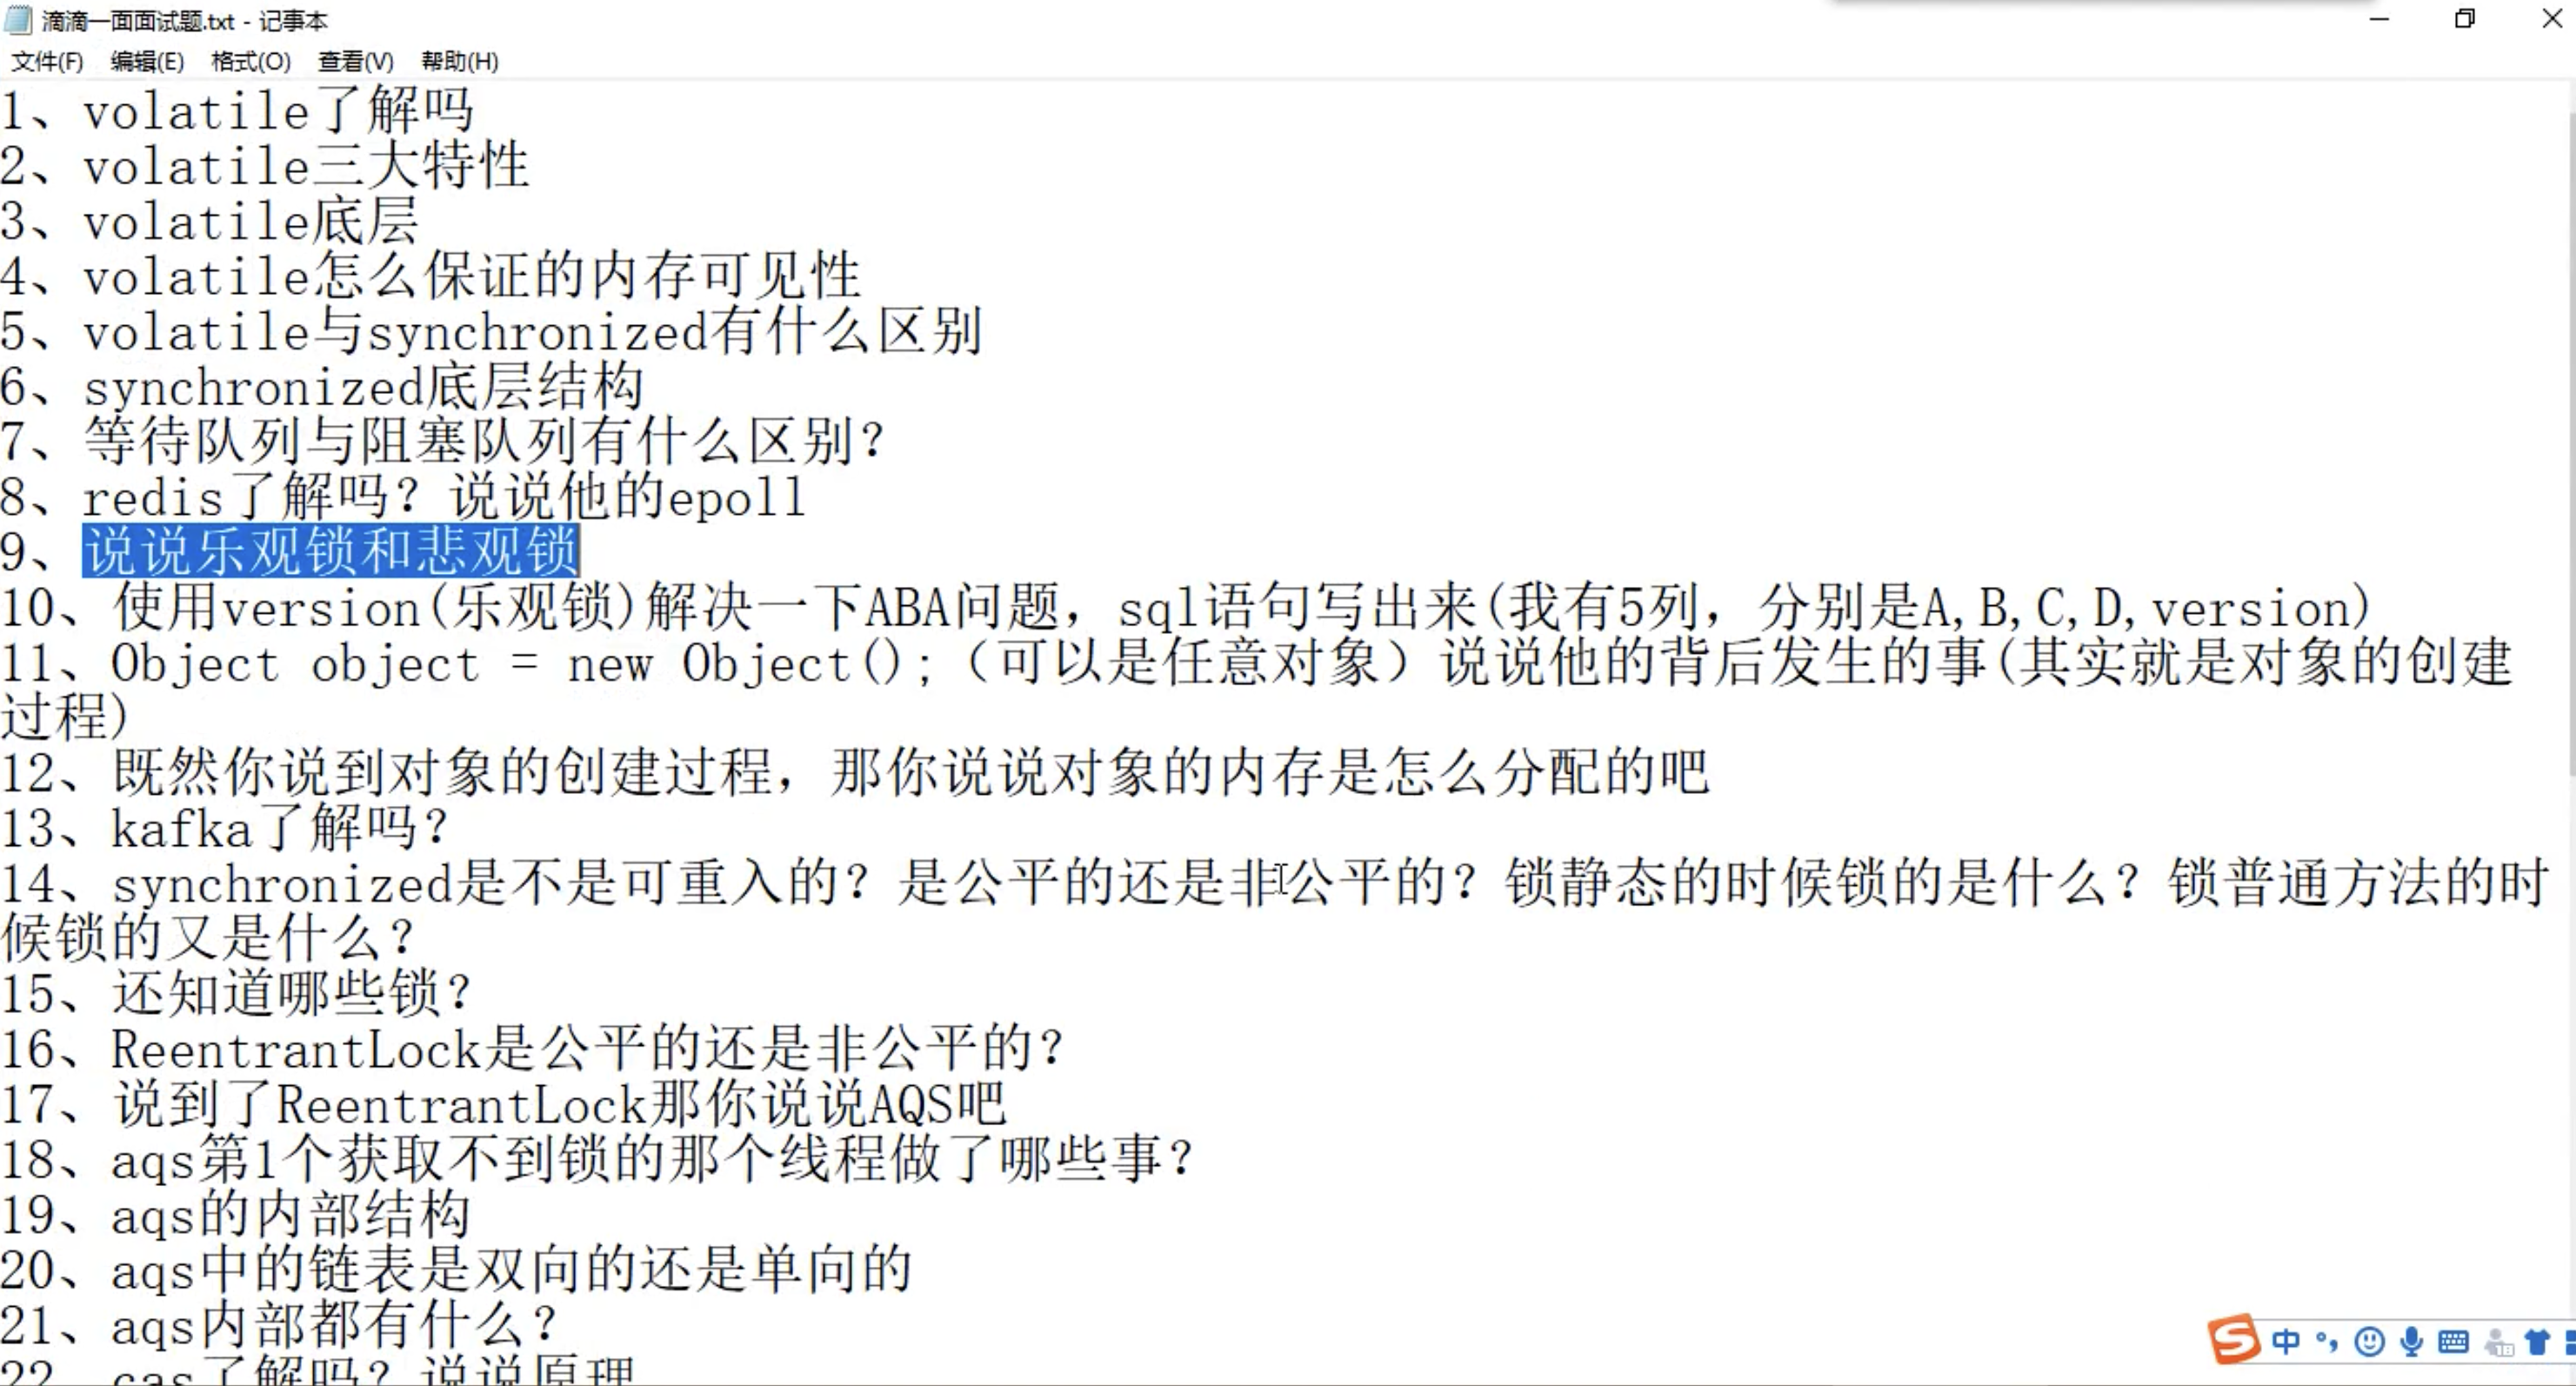 滴滴一面面试题.txt - 记事本
文件(F) 编辑(E) 格式(O) 查看(V) 帮助(H)
1、volatile了解吗
2、volatile三大特性
3、volatile底层
4、volatile怎么保证的内存可见性
5、volatile与synchronized有什么区别
6、synchronized底层结构
7、等待队列与阻塞队列有什么区别？
8、redis了解吗？说说他的epoll
9、说说乐观锁和悲观锁
10、使用version(乐观锁)解决一下ABA问题，sql语句写出来(我有5列，分别是A,B,C,D,version)
11、Object object = new Object();（可以是任意对象）说说他的背后发生的事(其实就是对象的创建
过程)
12、既然你说到对象的创建过程，那你说说对象的内存是怎么分配的吧
13、kafka了解吗？
14、synchronized是不是可重入的？是公平的还是非公平的？锁静态的时候锁的是什么？锁普通方法的时
候锁的又是什么？
15、还知道哪些锁？
16、ReentrantLock是公平的还是非公平的？
17、说到了ReentrantLock那你说说AQS吧
18、aqs第1个获取不到锁的那个线程做了哪些事？
19、aqs的内部结构
20、aqs中的链表是双向的还是单向的
21、aqs内部都有什么？
22、cas了解吗？说说原理
中